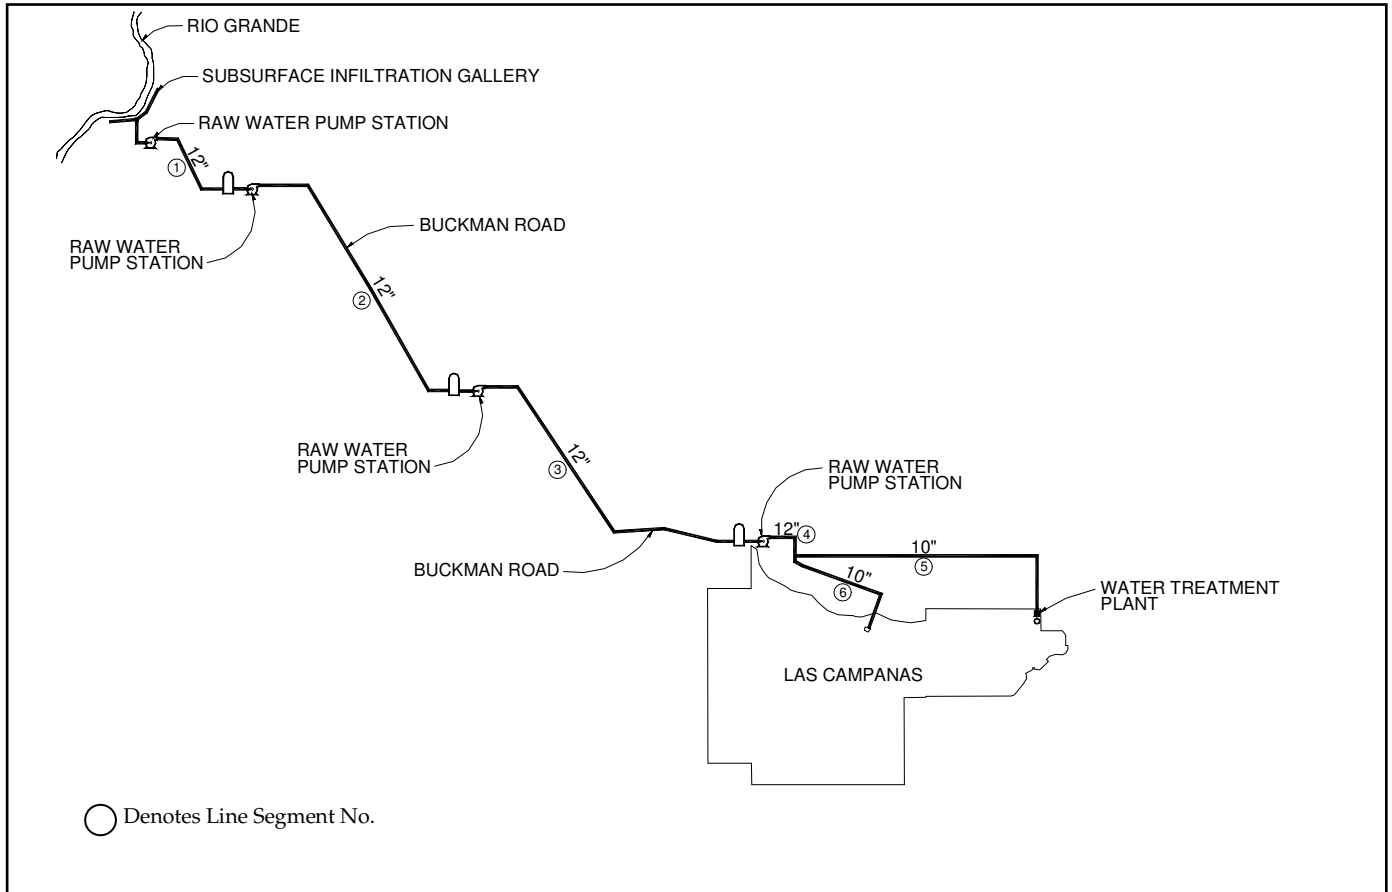 RIO GRANDE
SUBSURFACE INFILTRATION GALLERY
RAW WATER PUMP STATION
12"
1
BUCKMAN ROAD
RAW WATER
PUMP STATION
12"
2
RAW WATER
PUMP STATION
12"
3
RAW WATER
PUMP STATION
12"
4
10"
5
BUCKMAN ROAD
10"
6
WATER TREATMENT
PLANT
LAS CAMPANAS
Denotes Line Segment No.